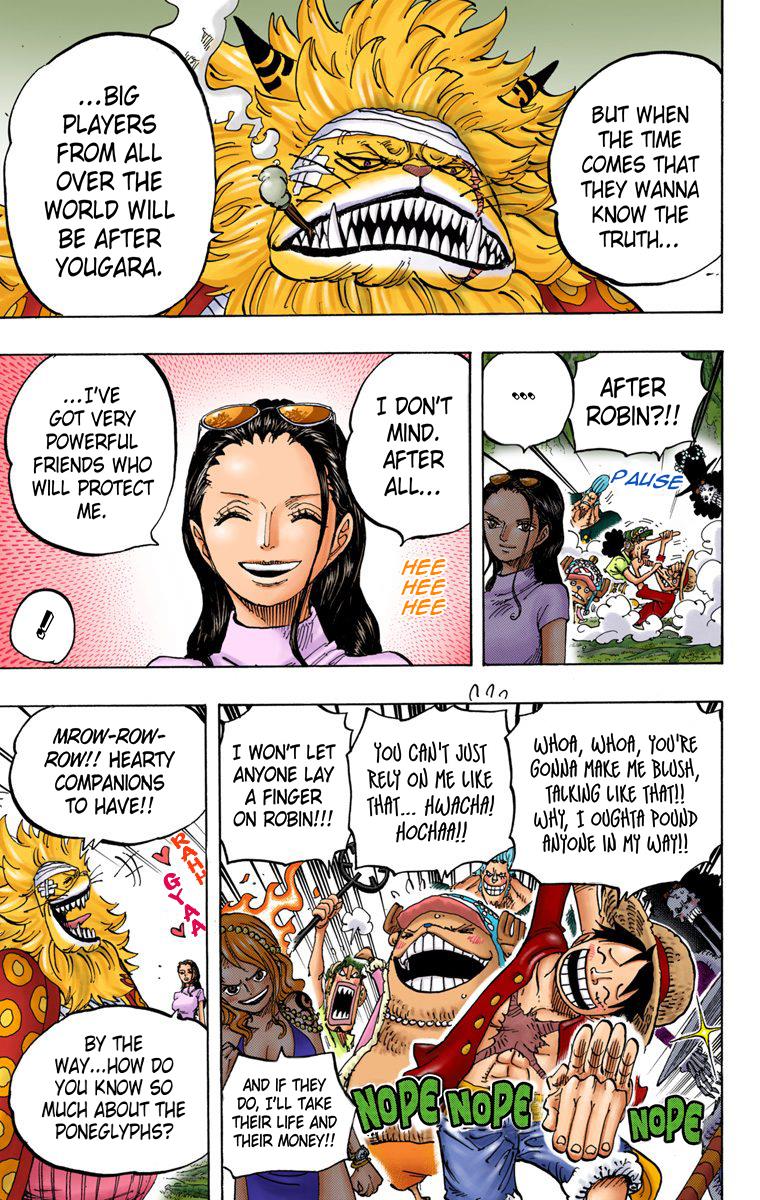 BUT WHEN
THE TIME
COMES THAT
THEY WANNA
KNOW THE
TRUTH...
...BIG
PLAYERS
FROM ALL
OVER THE
WORLD WILL
BE AFTER
YOUGARA.
AFTER
ROBIN?!!
...
PAUSE
I DON'T
MIND.
AFTER
ALL...
HEE
HEE
HEE
...I'VE
GOT VERY
POWERFUL
FRIENDS WHO
WILL PROTECT
ME.
!
WHOA, WHOA, YOU'RE
GONNA MAKE ME BLUSH,
TALKING LIKE THAT!!
WHY, I OUGHTA POUND
ANYONE IN MY WAY!!
YOU CAN'T JUST
RELY ON ME LIKE
THAT... HWACHA!
HOCHAA!!
I WON'T LET
ANYONE LAY
A FINGER
ON ROBIN!!!
AND IF THEY
DO, I'LL TAKE
THEIR LIFE AND
THEIR MONEY!!
NOPE NOPE NOPE
MROW-ROW-
ROW!! HEARTY
COMPANIONS
TO HAVE!!
RAHH
GYAA
BY THE
WAY...HOW DO
YOU KNOW SO
MUCH ABOUT THE
PONEGLYPHS?